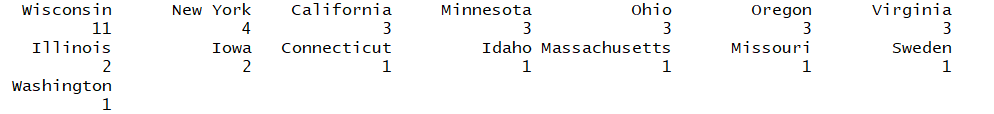 Wisconsin New York California Minnesota Ohio Oregon Virginia
11 4 3 3 3 3 3
Illinois Iowa Connecticut Idaho Massachusetts Missouri Sweden
2 2 1 1 1 1 1
Washington
1